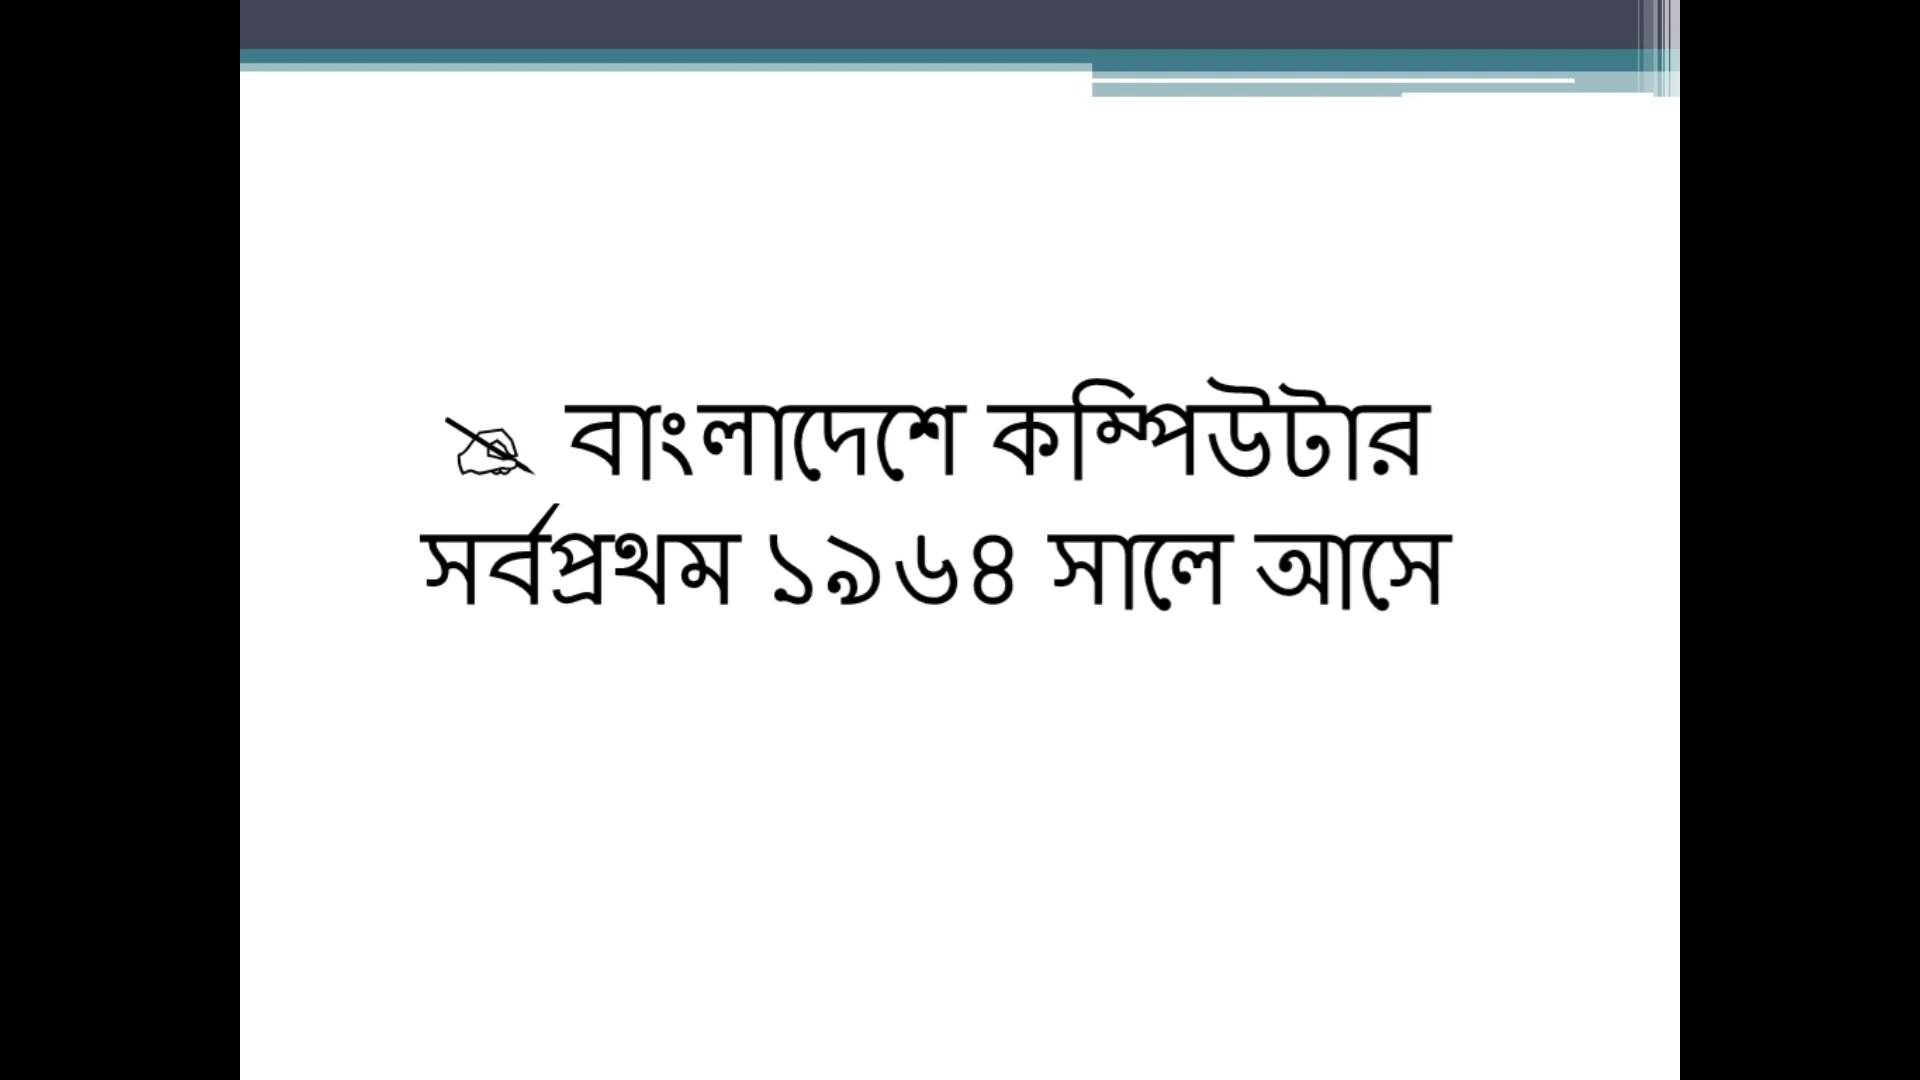 ✍ বাংলাদেশে কম্পিউটার
সর্বপ্রথম ১৯৬৪ সালে আসে